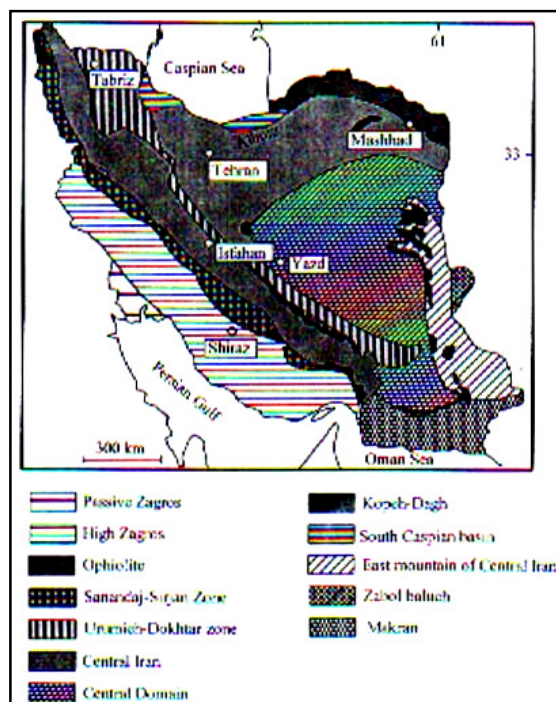 61
Caspian Sea
Tabriz
Mashhad
33
Tehran
Isfahan
Yazd
Shiraz
Persian Gulf
300 km
Oman Sea
Passive Zagros
High Zagros
Ophiolite
Sanandaj-Sirjan Zone
Urumieh-Dokhtar zone
Central Iran
Central Domain
Kopeh-Dagh
South Caspian basin
East mountain of Central Iran
Zabol baluch
Makran